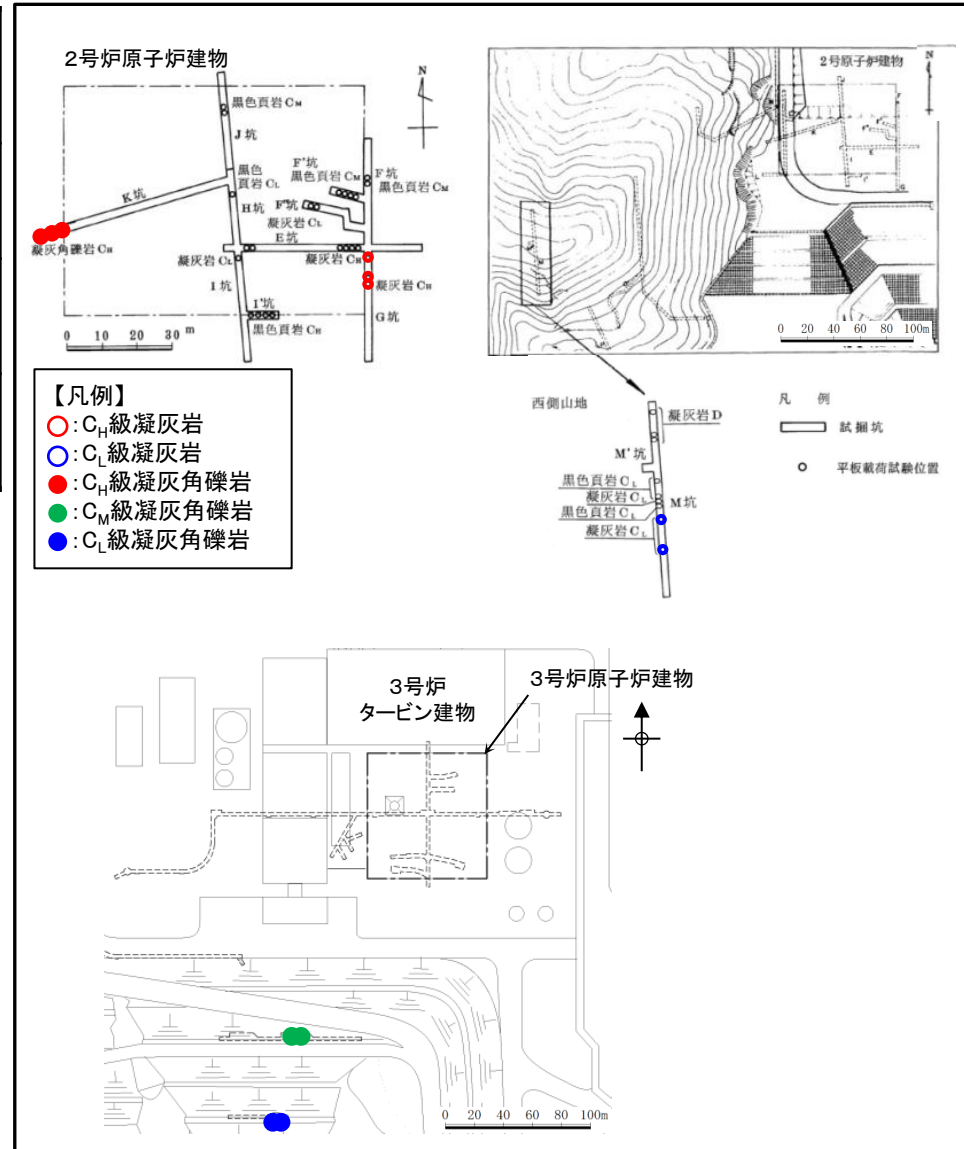 2号炉原子炉建物
N
黒色頁岩 CM
J坑
黒色
頁岩 CL
K坑
H坑
F'坑
黒色頁岩 CM
F坑
黒色頁岩 CM
F"坑
凝灰岩 CL
E坑
凝灰角礫岩 CH
凝灰岩 CL
凝灰岩 CH
凝灰岩 CH
I坑
I'坑
黒色頁岩 CH
G坑
0 10 20 30 m
2号原子炉建物
N
K
E
G
0 20 40 60 80 100m
【凡例】
:CH級凝灰岩
:CL級凝灰岩
:CH級凝灰角礫岩
:CM級凝灰角礫岩
:CL級凝灰角礫岩
西側山地
凝灰岩 D
M'坑
黒色頁岩 CL
凝灰岩 CL
黒色頁岩 CL
凝灰岩 CL
M坑
凡 例
試掘坑
平板載荷試験位置
3号炉
タービン建物
3号炉原子炉建物
0 20 40 60 80 100m